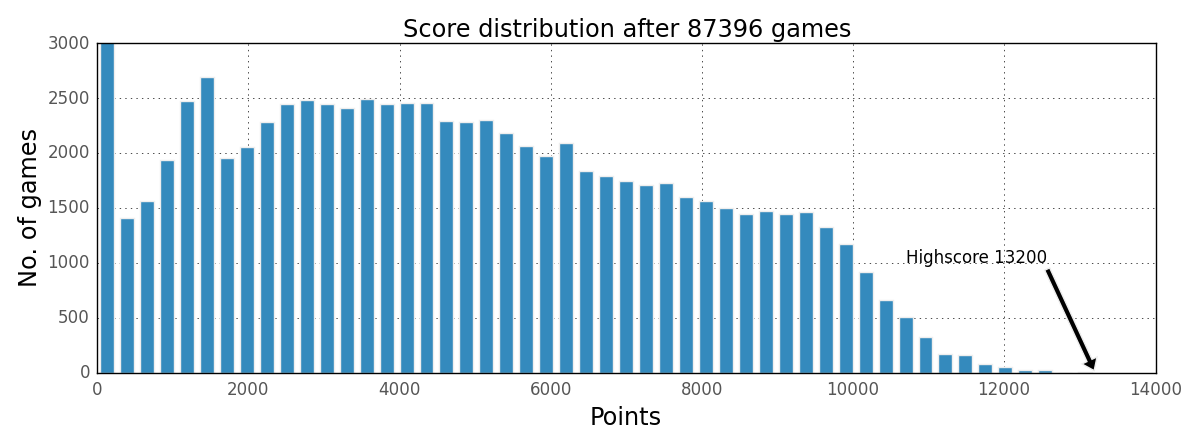 Score distribution after 87396 games
3000
2500
2000
1500
1000
500
0
No. of games
Highscore 13200
0 2000 4000 6000 8000 10000 12000 14000
Points